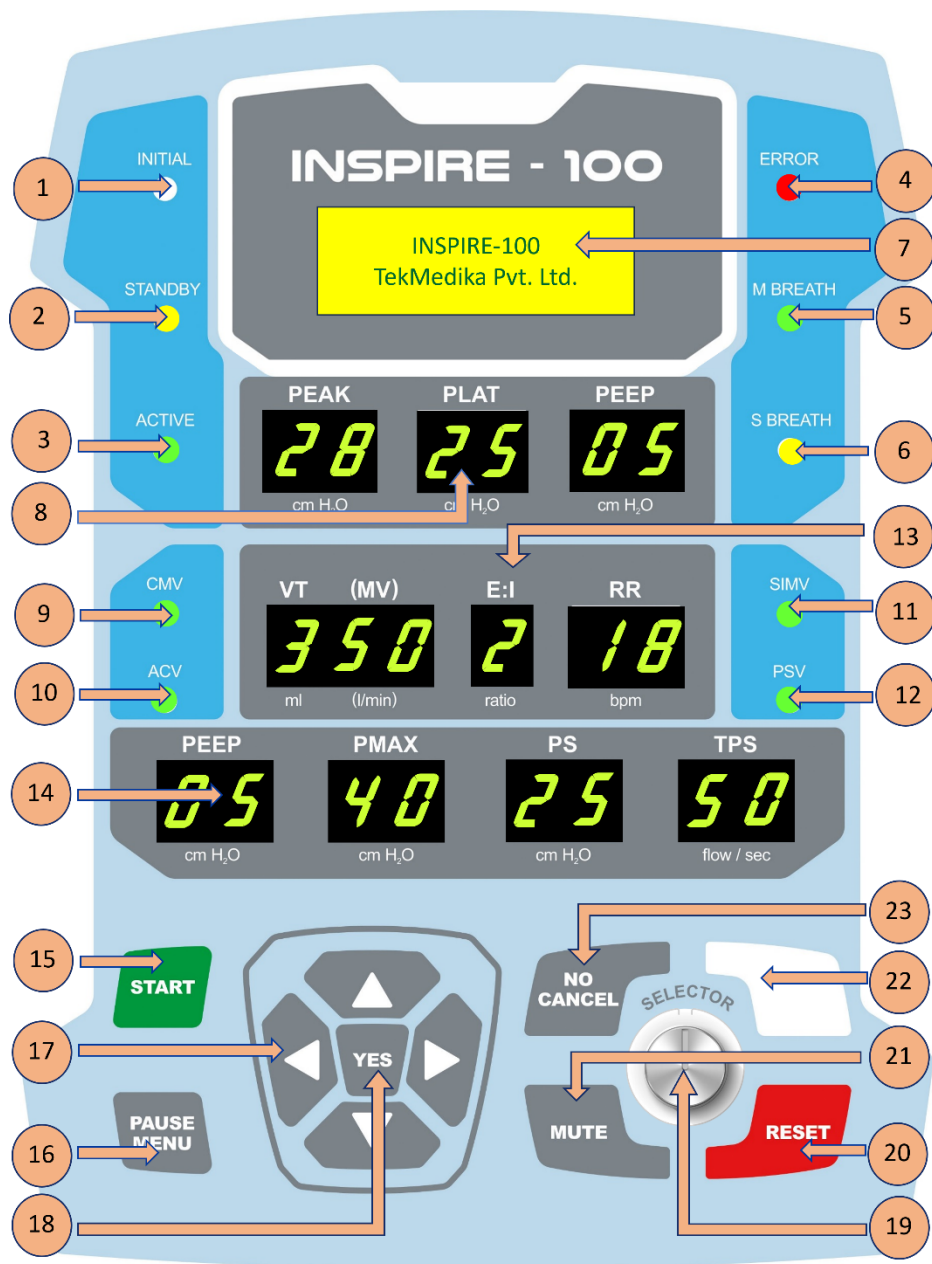 INITIAL
INSPIRE - 100
ERROR
1
4
INSPIRE-100
TekMedika Pvt. Ltd.
7
STANDBY
M BREATH
2
5
PEAK PLAT PEEP
ACTIVE
S BREATH
3
28 25 05
6
cm H₂O cm H₂O cm H₂O
8
13
CMV
VT (MV) E:I RR
SIMV
9
350 2 18
11
ACV
PSV
10
ml (l/min) ratio bpm
12
PEEP PMAX PS TPS
14
05 40 25 50
cm H₂O cm H₂O cm H₂O flow / sec
23
15
START
NO
CANCEL
22
SELECTOR
17
YES
21
PAUSE
MENU
MUTE
RESET
16
20
18
19